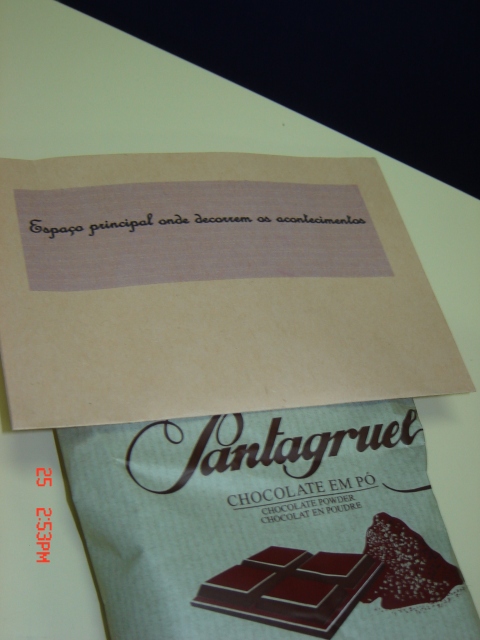 Espaço principal onde decorrem os acontecimentos
Pantagruel
CHOCOLATE EM PÓ
CHOCOLATE POWDER
CHOCOLAT EN POUDRE
25 2:53PM